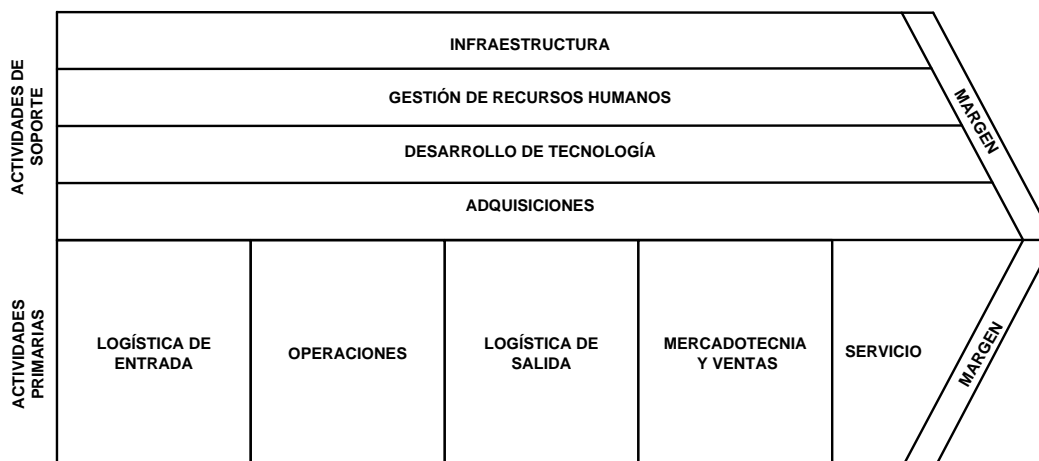 ACTIVIDADES DE
SOPORTE
INFRAESTRUCTURA
GESTIÓN DE RECURSOS HUMANOS
DESARROLLO DE TECNOLOGÍA
ADQUISICIONES
MARGEN
ACTIVIDADES
PRIMARIAS
LOGÍSTICA DE
ENTRADA
OPERACIONES
LOGÍSTICA DE
SALIDA
MERCADOTECNIA
Y VENTAS
SERVICIO
MARGEN